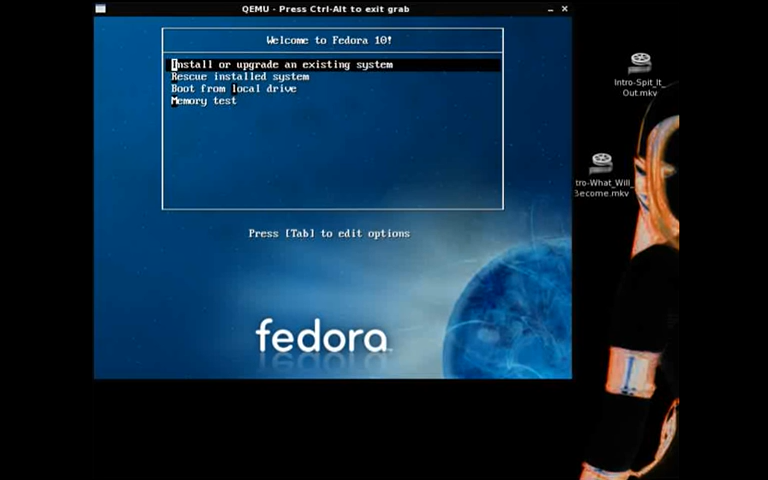 QEMU - Press Ctrl-Alt to exit grab
Welcome to Fedora 10!
Install or upgrade an existing system
Rescue installed system
Boot from local drive
Memory test
Press [Tab] to edit options
fedora
Intro-Spit_It_
Out.mkv
tro-What_Will_
Become.mkv